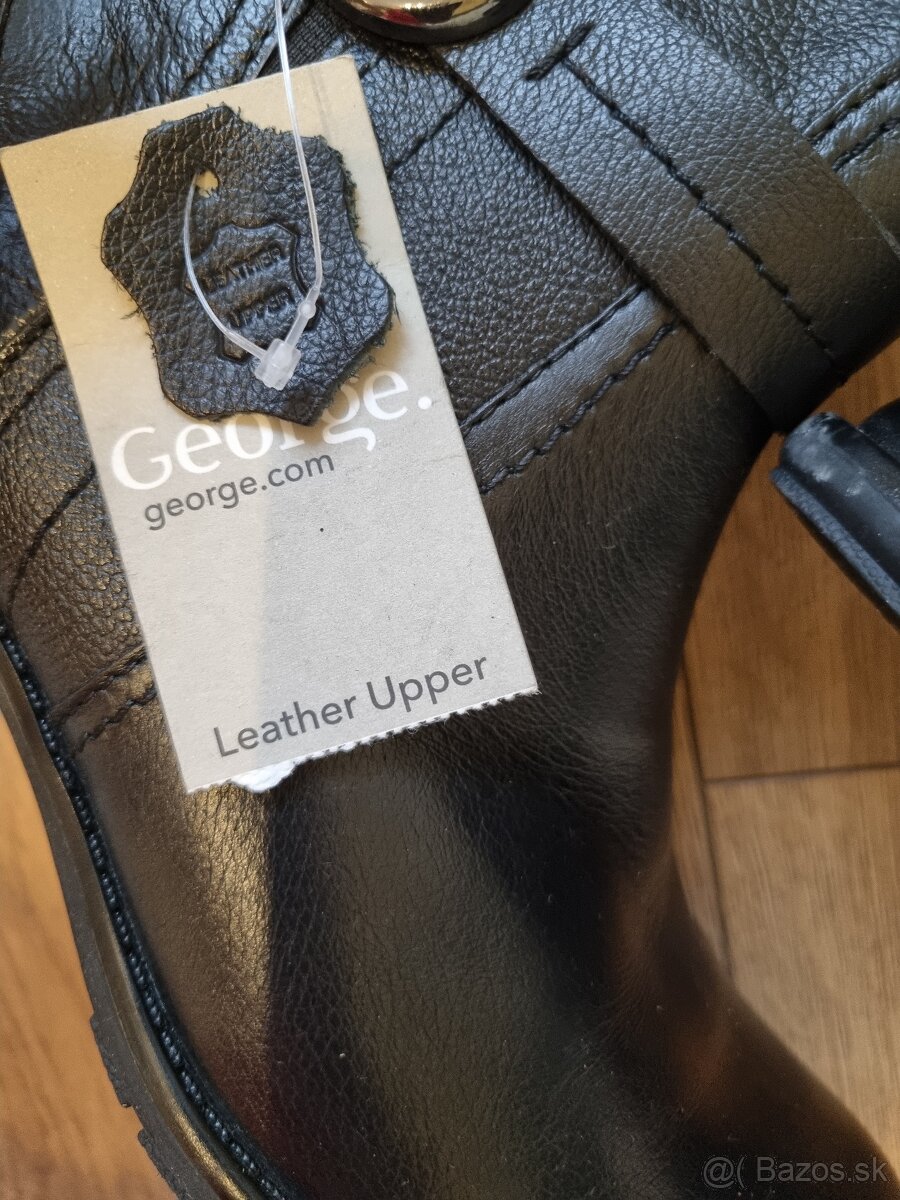 LEATHER
UPPER
George.
george.com
Leather Upper
@( Bazos.sk